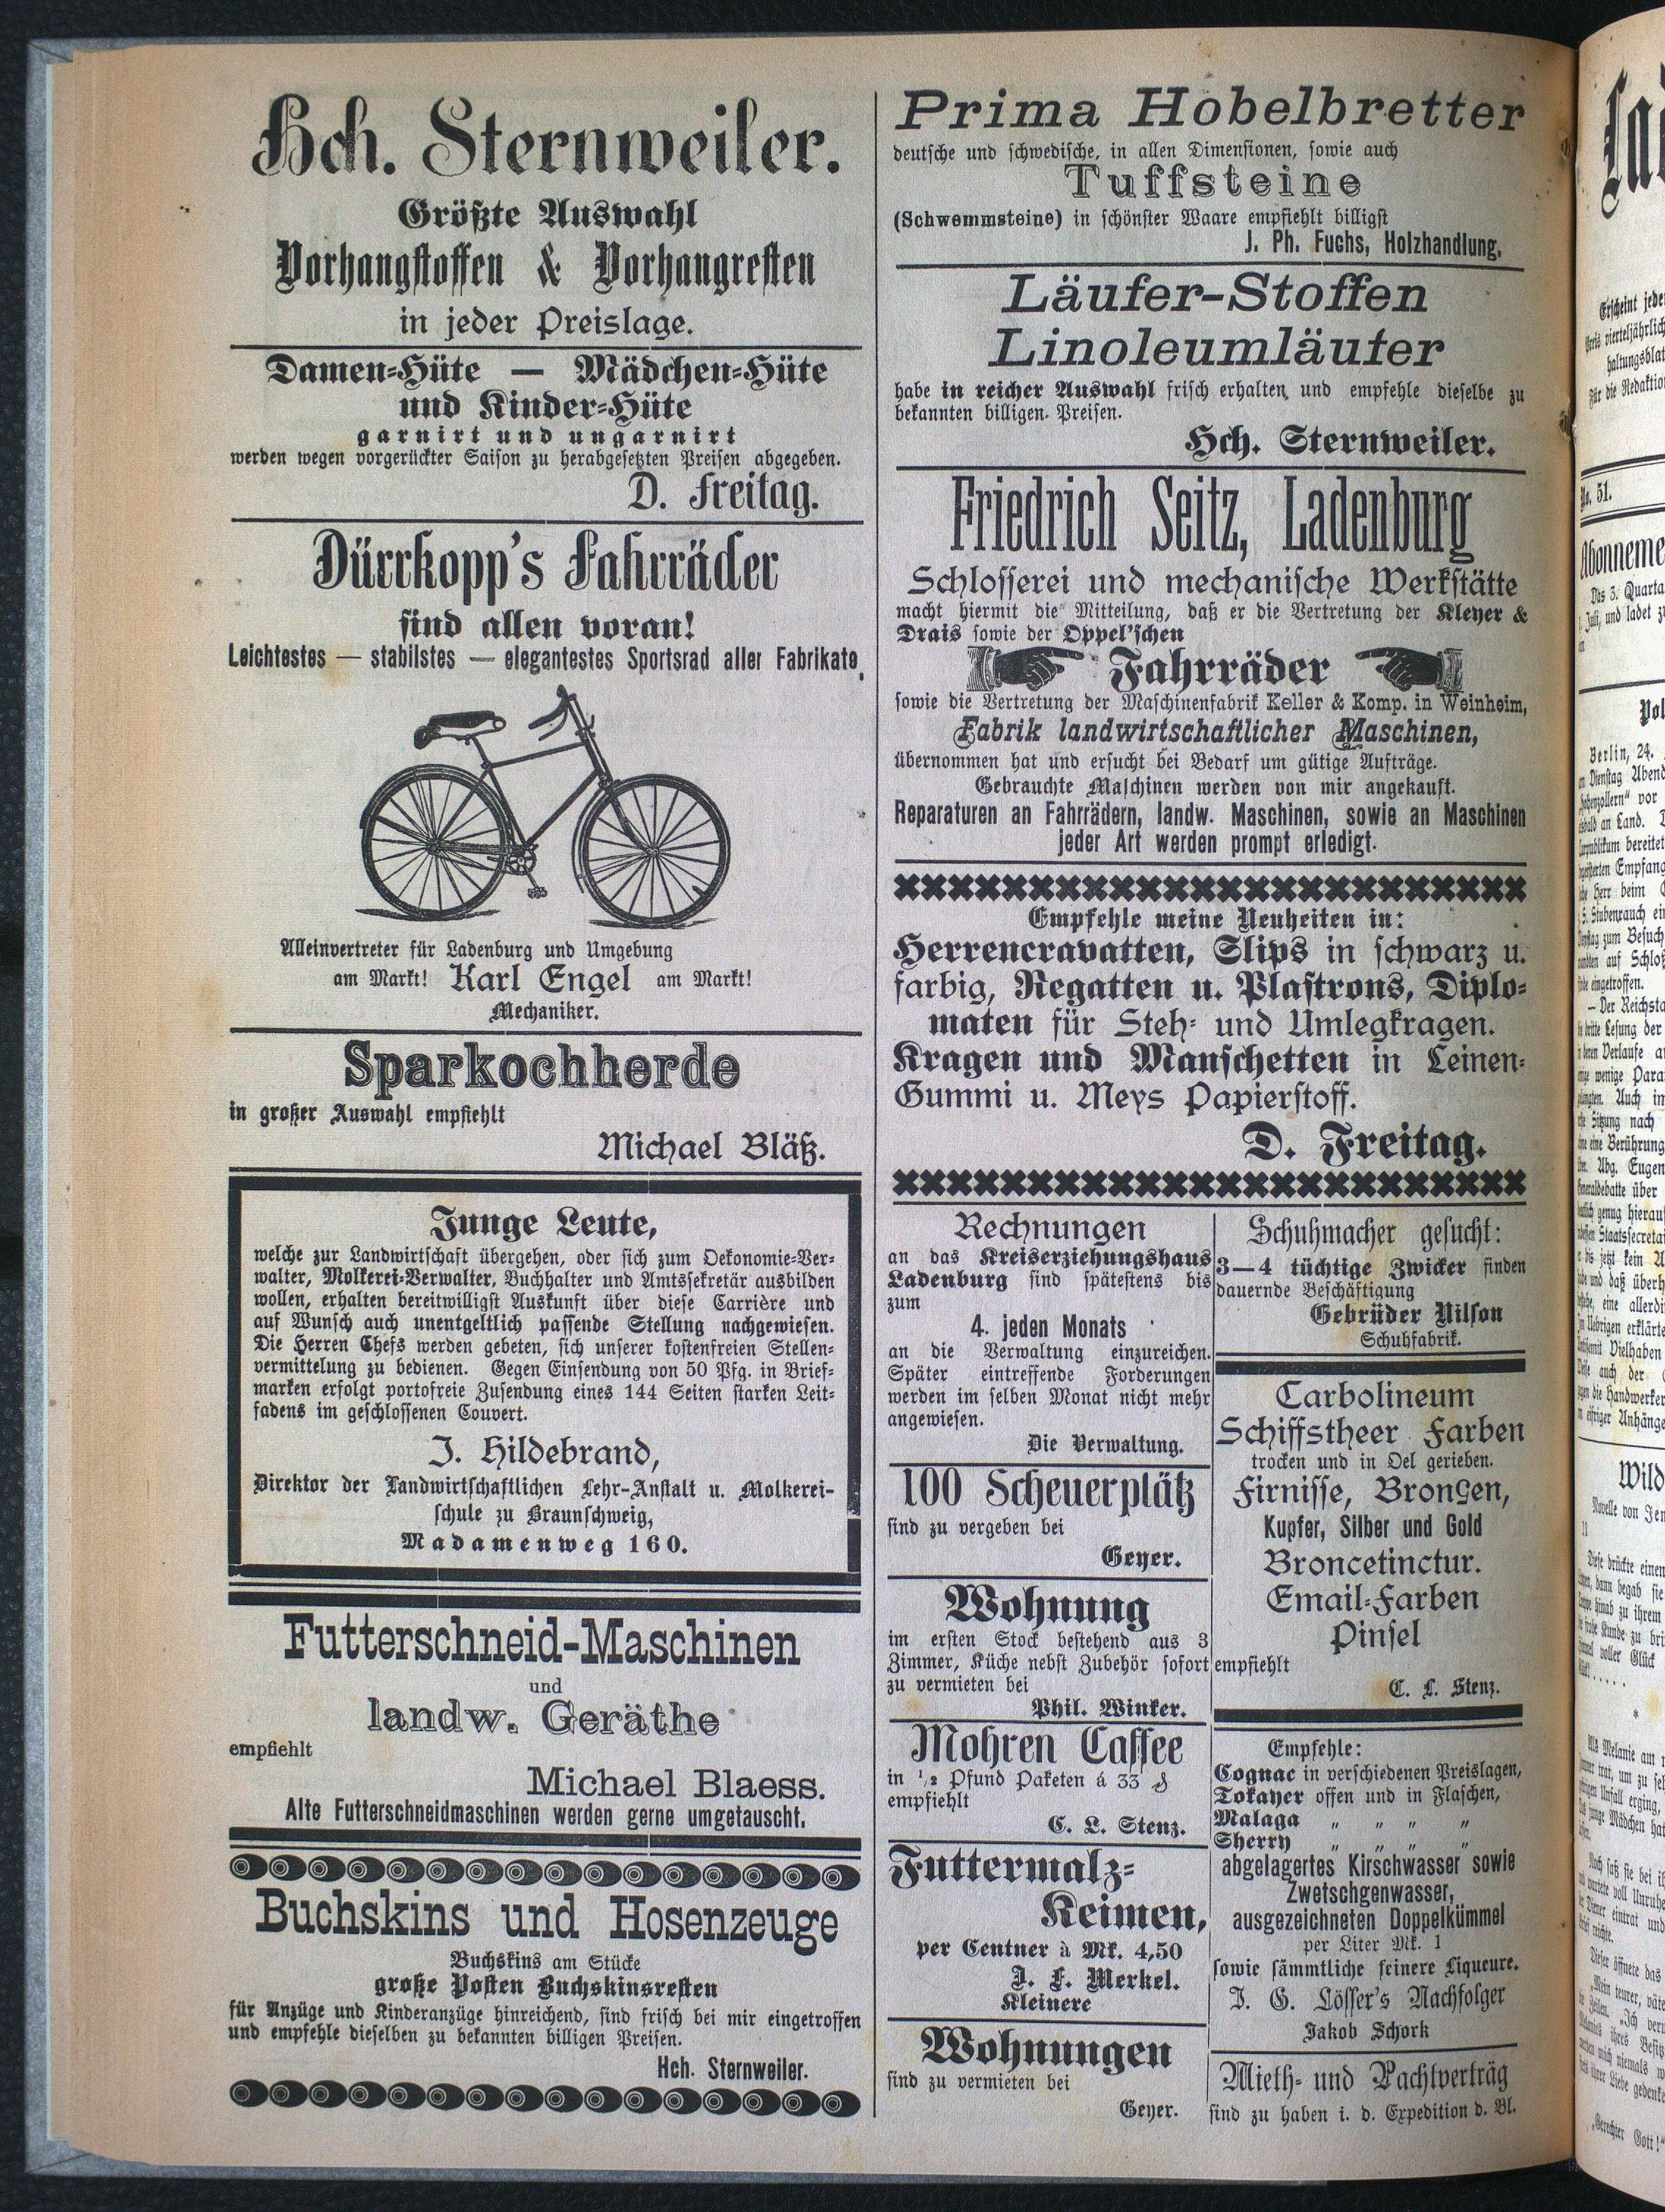 Hch. Sternweiler.
Größte Auswahl
Vorhangstoffen & Vorhangresten
in jeder Preislage.
Damen-Hüte — Mädchen-Hüte
und Kinder-Hüte
garnirt und ungarnirt
werden wegen vorgerückter Saison zu herabgesetzten Preisen abgegeben.
D. Freitag.
Dürrkopp's Fahrräder
sind allen voran!
Leichtestes — stabilstes — elegantestes Sportsrad aller Fabrikate,
Alleinvertreter für Ladenburg und Umgebung
am Markt! Karl Engel am Markt!
Mechaniker.
Sparkochherde
in großer Auswahl empfiehlt
Michael Bläß.
Junge Leute,
welche zur Landwirtschaft übergehen, oder sich zum Oekonomie-Ver-
walter, Molkerei-Verwalter, Buchhalter und Amtssekretär ausbilden
wollen, erhalten bereitwilligst Auskunft über diese Carrière und
auf Wunsch auch unentgeltlich passende Stellung nachgewiesen.
Die Herren Chefs werden gebeten, sich unserer kostenfreien Stellen-
vermittelung zu bedienen. Gegen Einsendung von 50 Pfg. in Brief-
marken erfolgt portofreie Zusendung eines 144 Seiten starken Leit-
fadens im geschlossenen Couvert.
J. Hildebrand,
Direktor der Landwirtschaftlichen Lehr-Anstalt u. Molkerei-
schule zu Braunschweig,
Madamenweg 160.
Futterschneid-Maschinen
und
landw. Geräthe
empfiehlt
Michael Blaess.
Alte Futterschneidmaschinen werden gerne umgetauscht.
Buchskins und Hosenzeuge
Buchskins am Stücke
große Posten Buchskinsresten
für Anzüge und Kinderanzüge hinreichend, sind frisch bei mir eingetroffen
und empfehle dieselben zu bekannten billigen Preisen.
Hch. Sternweiler.
Prima Hobelbretter
deutsche und schwedische, in allen Dimensionen, sowie auch
Tuffsteine
(Schwemmsteine) in schönster Waare empfiehlt billigst
J. Ph. Fuchs, Holzhandlung.
Läufer-Stoffen
Linoleumläufer
habe in reicher Auswahl frisch erhalten und empfehle dieselbe zu
bekannten billigen Preisen.
Hch. Sternweiler.
Friedrich Seitz, Ladenburg
Schlosserei und mechanische Werkstätte
macht hiermit die Mitteilung, daß er die Vertretung der Kleyer &
Drais sowie der Oppel'schen
Fahrräder
sowie die Vertretung der Maschinenfabrik Keller & Komp. in Weinheim,
Fabrik landwirtschaftlicher Maschinen,
übernommen hat und ersucht bei Bedarf um gütige Aufträge.
Gebrauchte Maschinen werden von mir angekauft.
Reparaturen an Fahrrädern, landw. Maschinen, sowie an Maschinen
jeder Art werden prompt erledigt.
Empfehle meine Neuheiten in:
Herrencravatten, Slips in schwarz u.
farbig, Regatten u. Plastrons, Diplo-
maten für Steh- und Umlegkragen.
Kragen und Manschetten in Leinen-
Gummi u. Meys Papierstoff.
D. Freitag.
Rechnungen
an das Kreiserziehungshaus
Ladenburg sind spätestens bis
zum
4. jeden Monats
an die Verwaltung einzureichen.
Später eintreffende Forderungen
werden im selben Monat nicht mehr
angewiesen.
Die Verwaltung.
100 Scheuerplätz
sind zu vergeben bei
Geyer.
Wohnung
im ersten Stock bestehend aus 3
Zimmer, Küche nebst Zubehör sofort
zu vermieten bei
Phil. Winker.
Mohren Caffee
in ½ Pfund Paketen á 33 ₰
empfiehlt
C. L. Stenz.
Futtermalz-
Keimen,
per Centner à Mk. 4,50
J. F. Merkel.
Kleinere
Wohnungen
sind zu vermieten bei
Geyer.
Schuhmacher gesucht:
3—4 tüchtige Zwicker finden
dauernde Beschäftigung
Gebrüder Nilson
Schuhfabrik.
Carbolineum
Schiffstheer Farben
trocken und in Oel gerieben.
Firnisse, Bronçen,
Kupfer, Silber und Gold
Broncetinctur.
Email-Farben
Pinsel
empfiehlt
C. L. Stenz.
Empfehle:
Cognac in verschiedenen Preislagen,
Tokayer offen und in Flaschen,
Malaga „ „ „ „
Sherry „ „ „ „
abgelagertes Kirschwasser sowie
Zwetschgenwasser,
ausgezeichneten Doppelkümmel
per Liter Mk. 1
sowie sämmtliche feinere Liqueure.
J. G. Lösser's Nachfolger
Jakob Schork
Mieth- und Pachtverträg
sind zu haben i. d. Expedition d. Bl.
No. 51.
Berlin, 24.